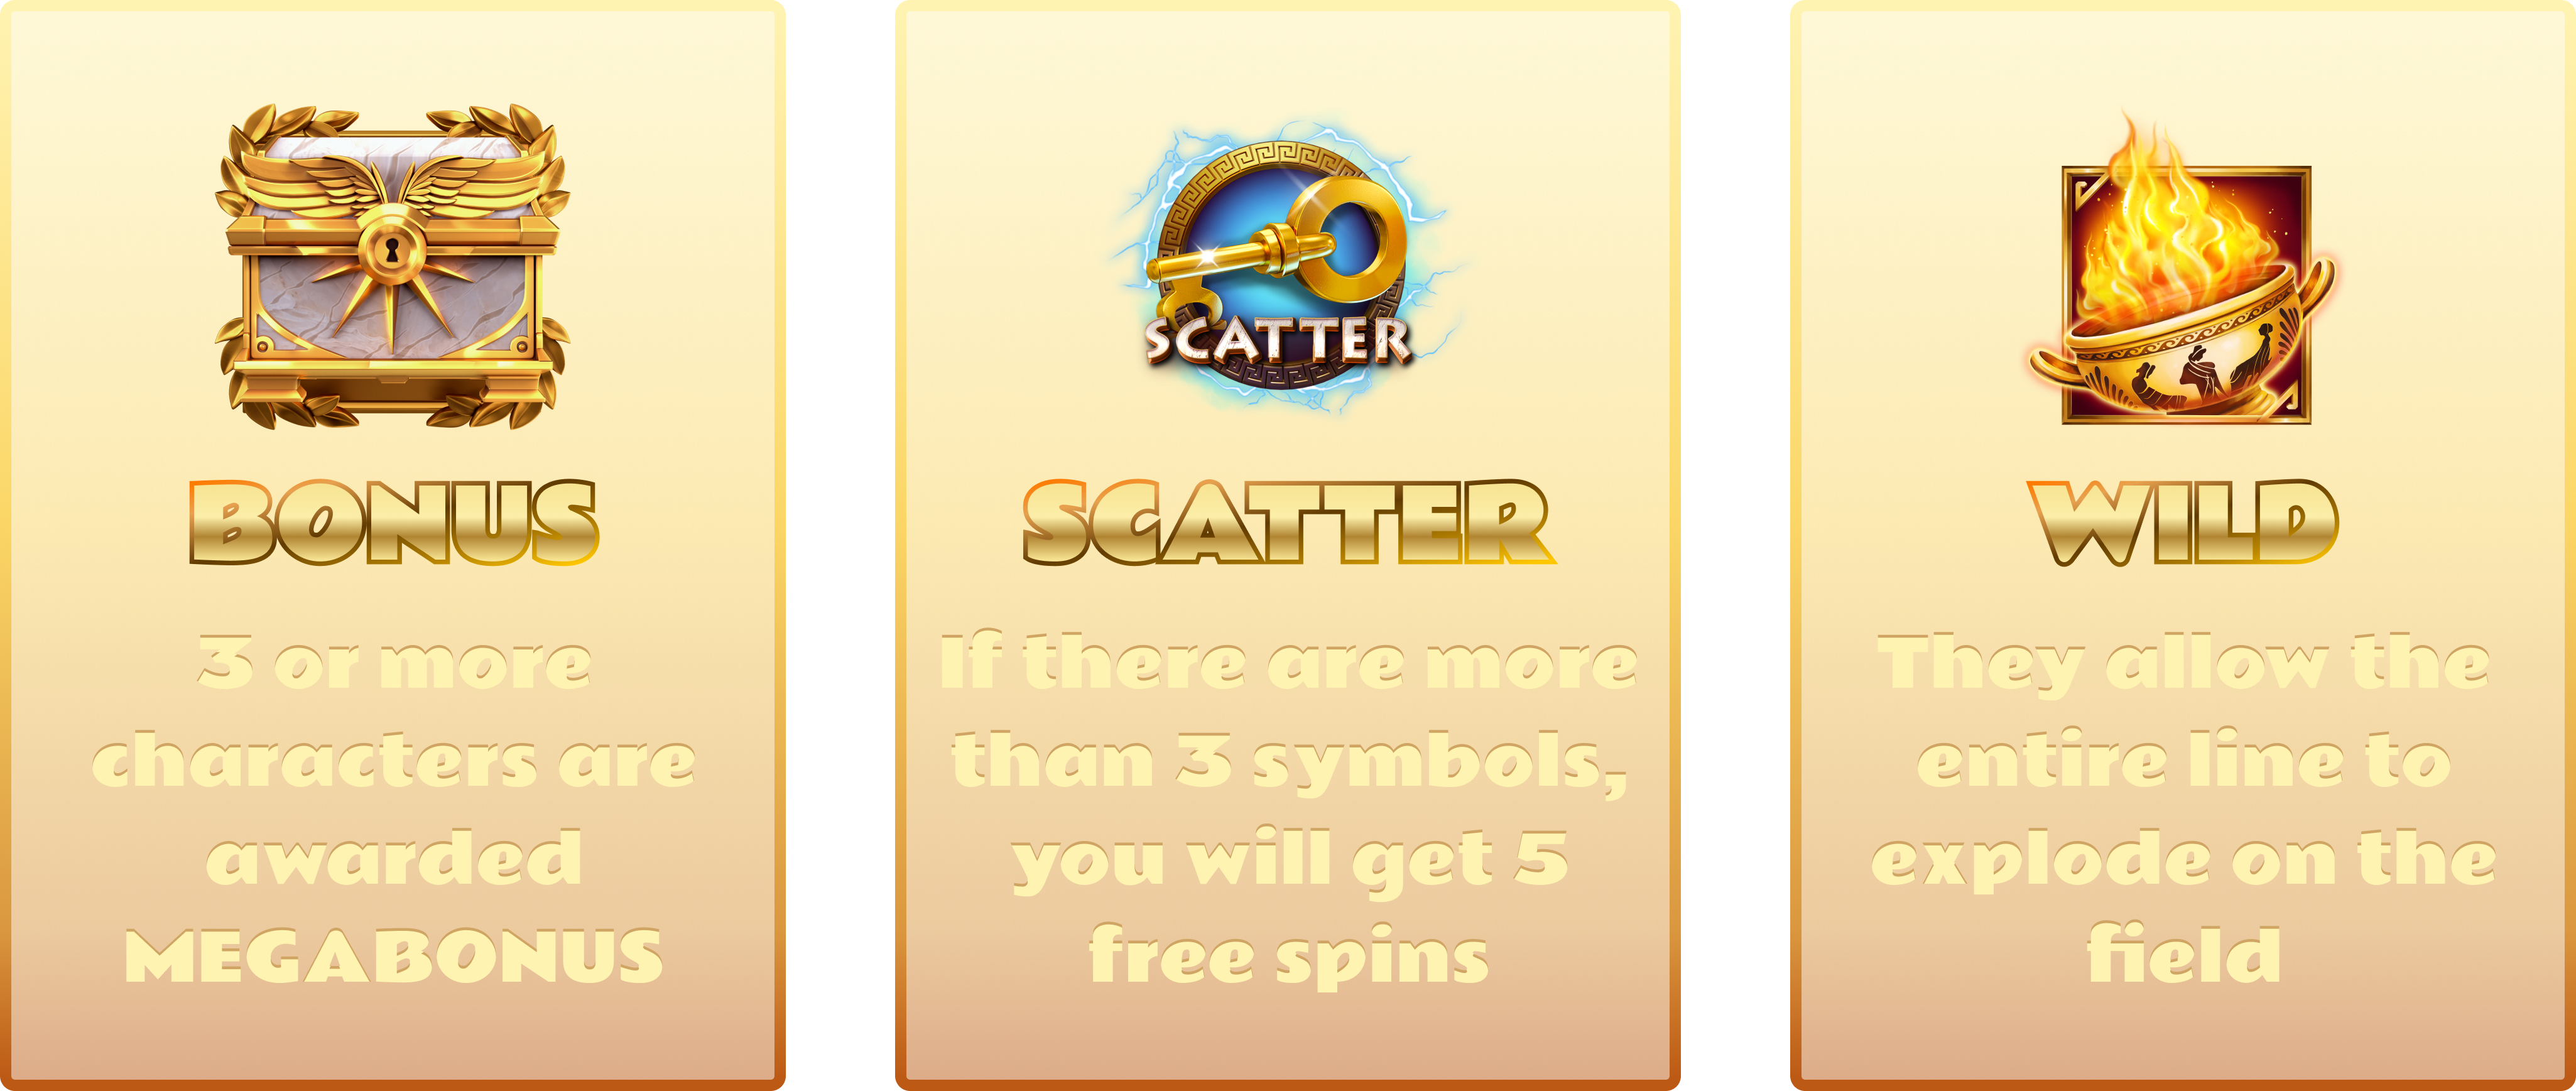 BONUS
3 or more
characters are
awarded
MEGABONUS
SCATTER
SCATTER
If there are more
than 3 symbols,
you will get 5
free spins
WILD
They allow the
entire line to
explode on the
field